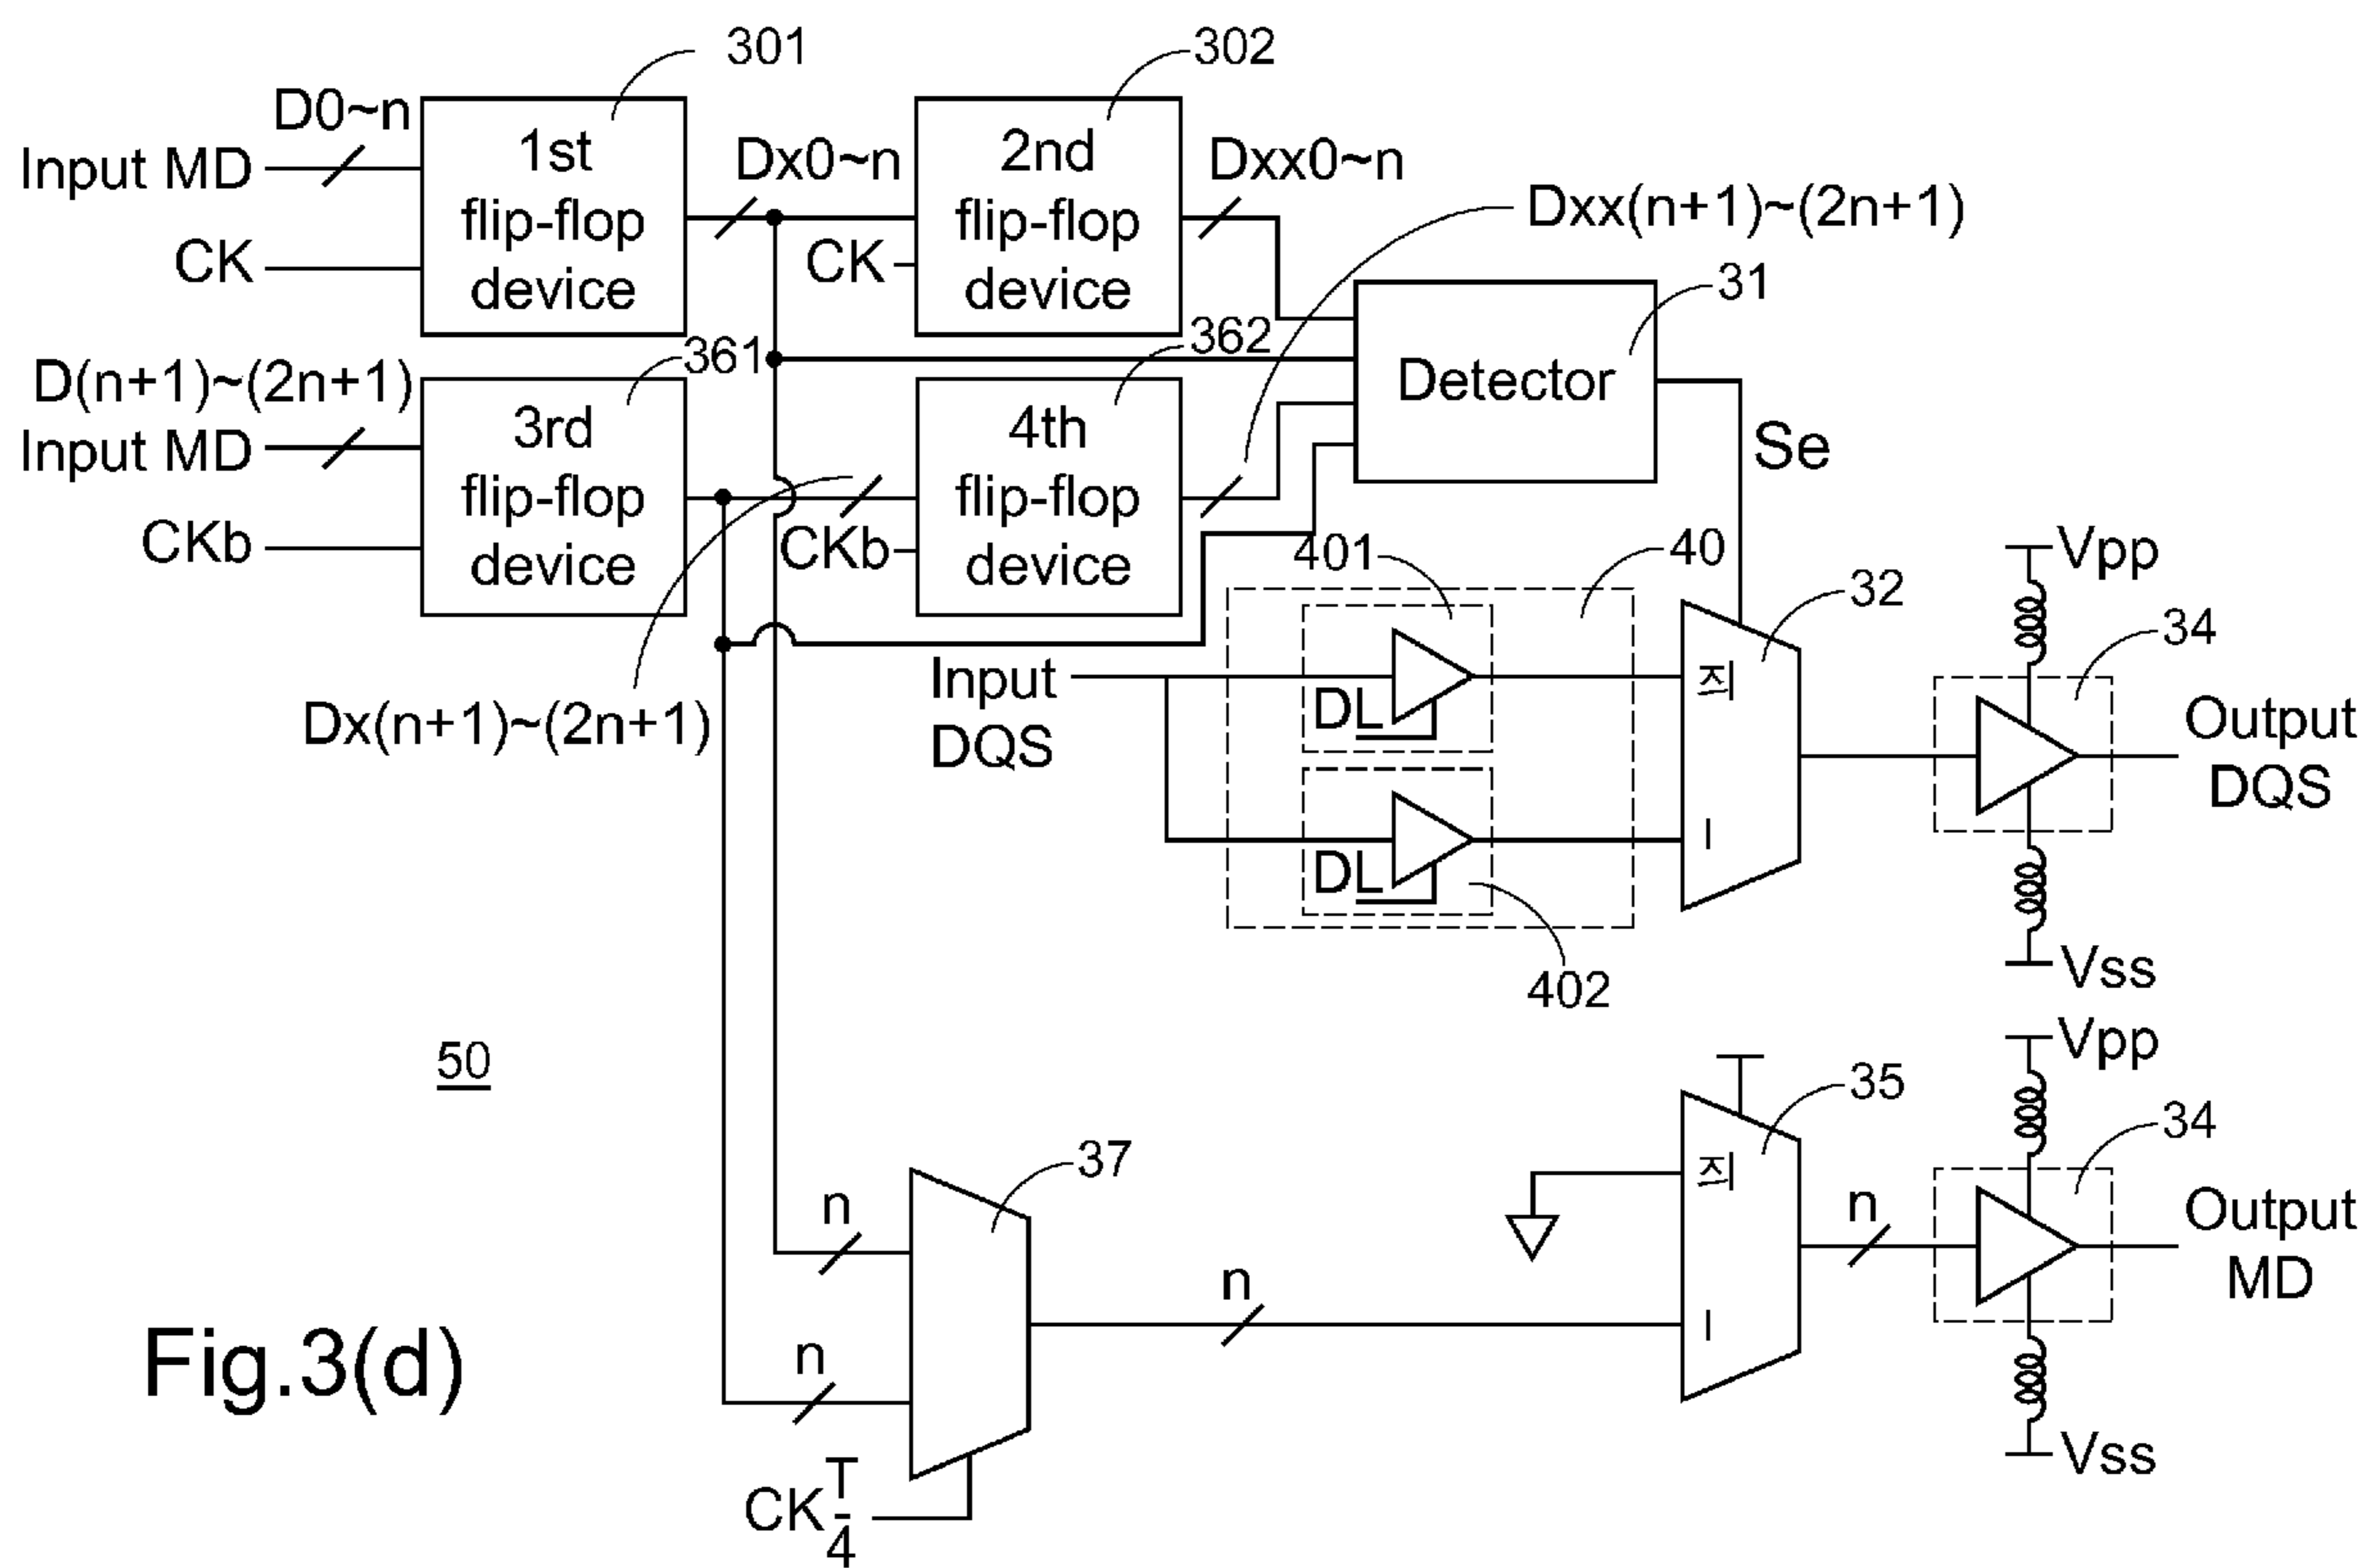 301
302
D0~n
Input MD
CK
1st
flip-flop
device
Dx0~n
CK
2nd
flip-flop
device
Dxx0~n
Dxx(n+1)~(2n+1)
31
Detector
Se
D(n+1)~(2n+1)
Input MD
CKb
361
3rd
flip-flop
device
362
CKb
4th
flip-flop
device
Dx(n+1)~(2n+1)
401
40
32
Vpp
34
Input
DQS
DL
DL
402
Output
DQS
Vss
50
37
n
n
n
CK
T
4
35
n
Vpp
34
Output
MD
Vss
Fig.3(d)